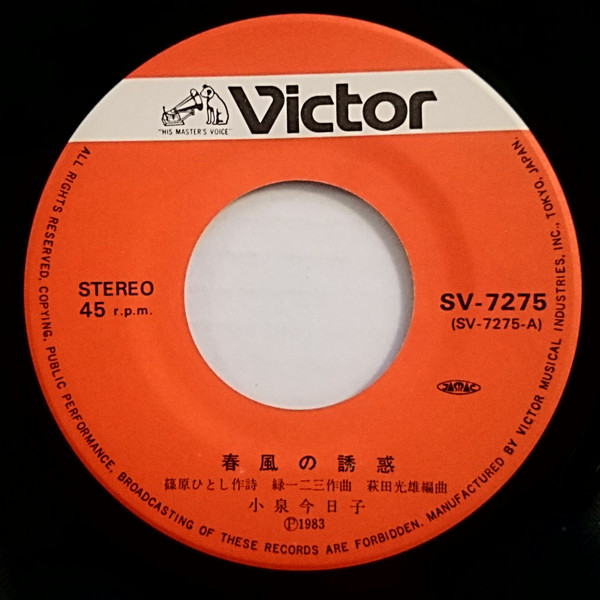 Victor
"HIS MASTER'S VOICE"
STEREO
45 r.p.m.
SV-7275
(SV-7275-A)
JASRAC
春風の誘惑
篠原ひとし作詩 緑一二三作曲 萩田光雄編曲
小泉今日子
Ⓟ1983
ALL RIGHTS RESERVED, COPYING, PUBLIC PERFORMANCE, BROADCASTING OF THESE RECORDS ARE FORBIDDEN. MANUFACTURED BY VICTOR MUSICAL INDUSTRIES, INC., TOKYO, JAPAN.